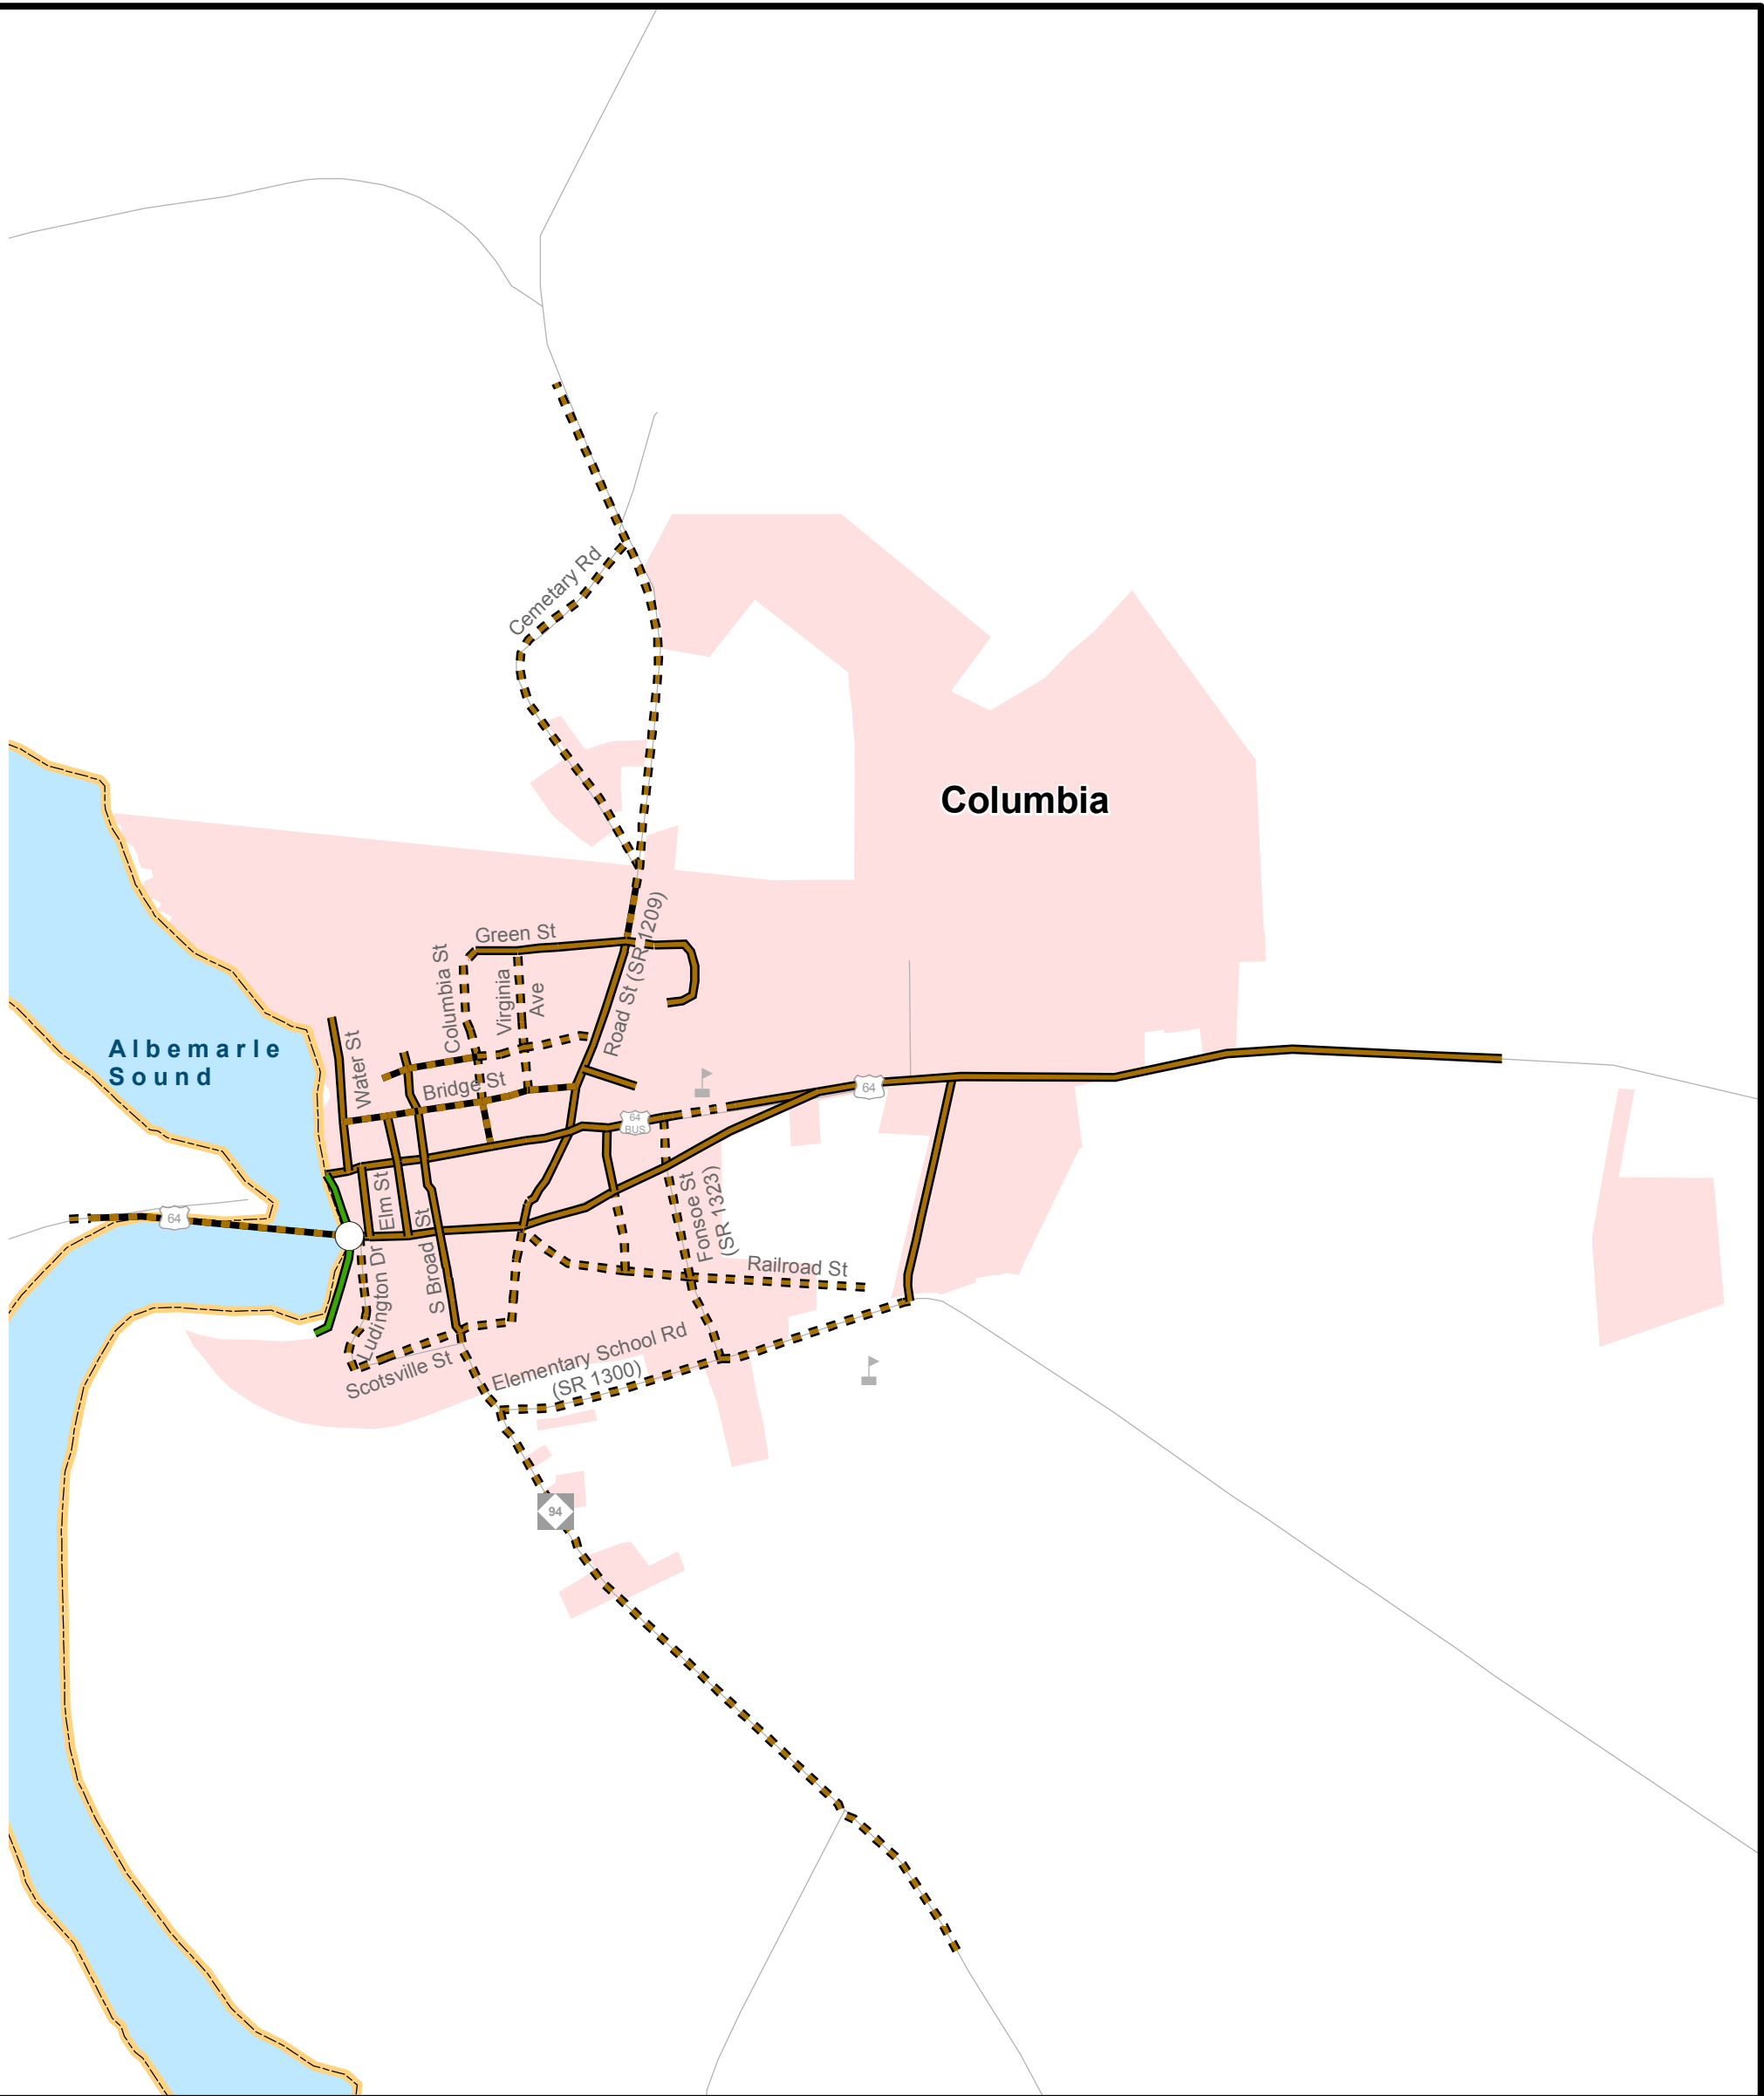 Cemetary Rd
Columbia
Green St
Columbia St
Virginia
Ave
Road St (SR 1209)
Albemarle
Sound
Water St
Bridge St
64
64
BUS
64
Elm St
S Broad St
Ludington Dr
Fonsoe St
(SR 1323)
Railroad St
Scotsville St
Elementary School Rd
(SR 1300)
94